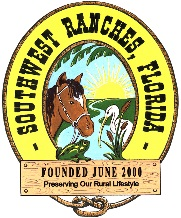 - SOUTHWEST RANCHES, FLORIDA -
FOUNDED JUNE 2000
Preserving Our Rural Lifestyle